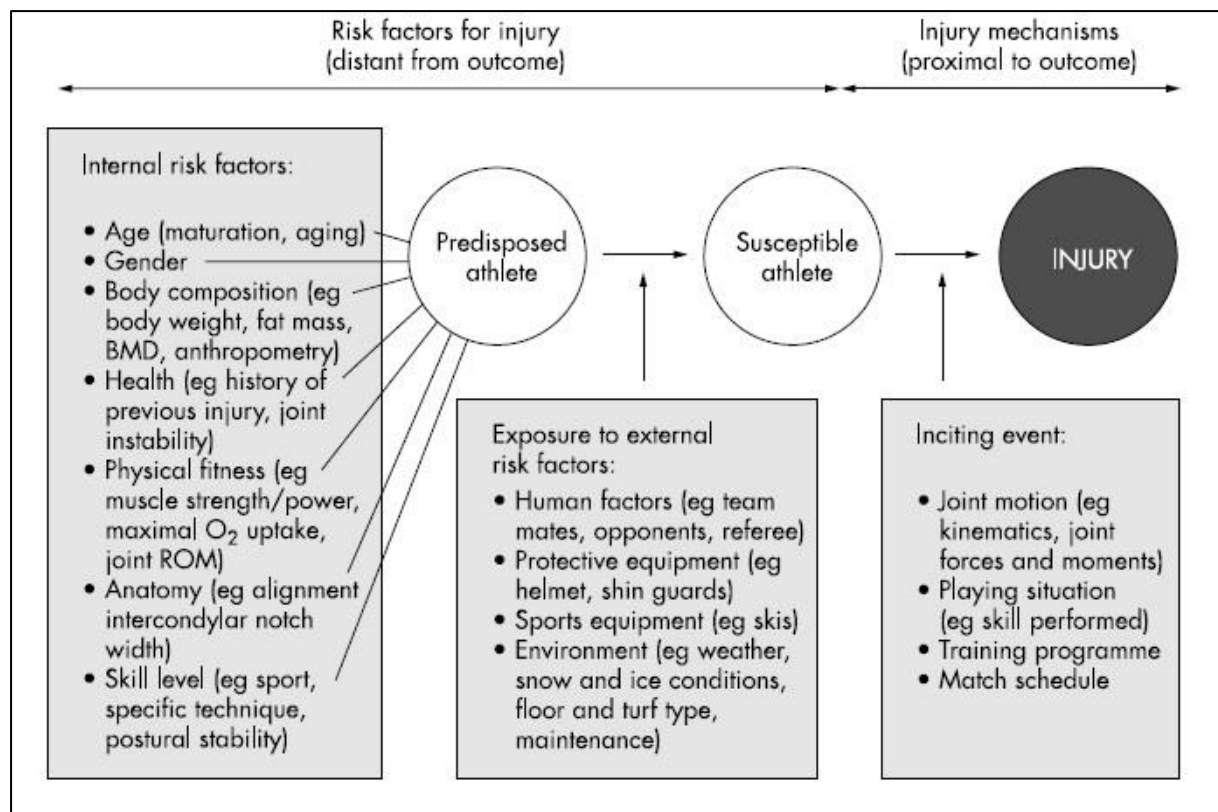 Risk factors for injury
(distant from outcome)
Injury mechanisms
(proximal to outcome)
Internal risk factors:
• Age (maturation, aging)
• Gender
• Body composition (eg
body weight, fat mass,
BMD, anthropometry)
• Health (eg history of
previous injury, joint
instability)
• Physical fitness (eg
muscle strength/power,
maximal O₂ uptake,
joint ROM)
• Anatomy (eg alignment
intercondylar notch
width)
• Skill level (eg sport,
specific technique,
postural stability)
Predisposed
athlete
Susceptible
athlete
INJURY
Exposure to external
risk factors:
• Human factors (eg team
mates, opponents, referee)
• Protective equipment (eg
helmet, shin guards)
• Sports equipment (eg skis)
• Environment (eg weather,
snow and ice conditions,
floor and turf type,
maintenance)
Inciting event:
• Joint motion (eg
kinematics, joint
forces and moments)
• Playing situation
(eg skill performed)
• Training programme
• Match schedule